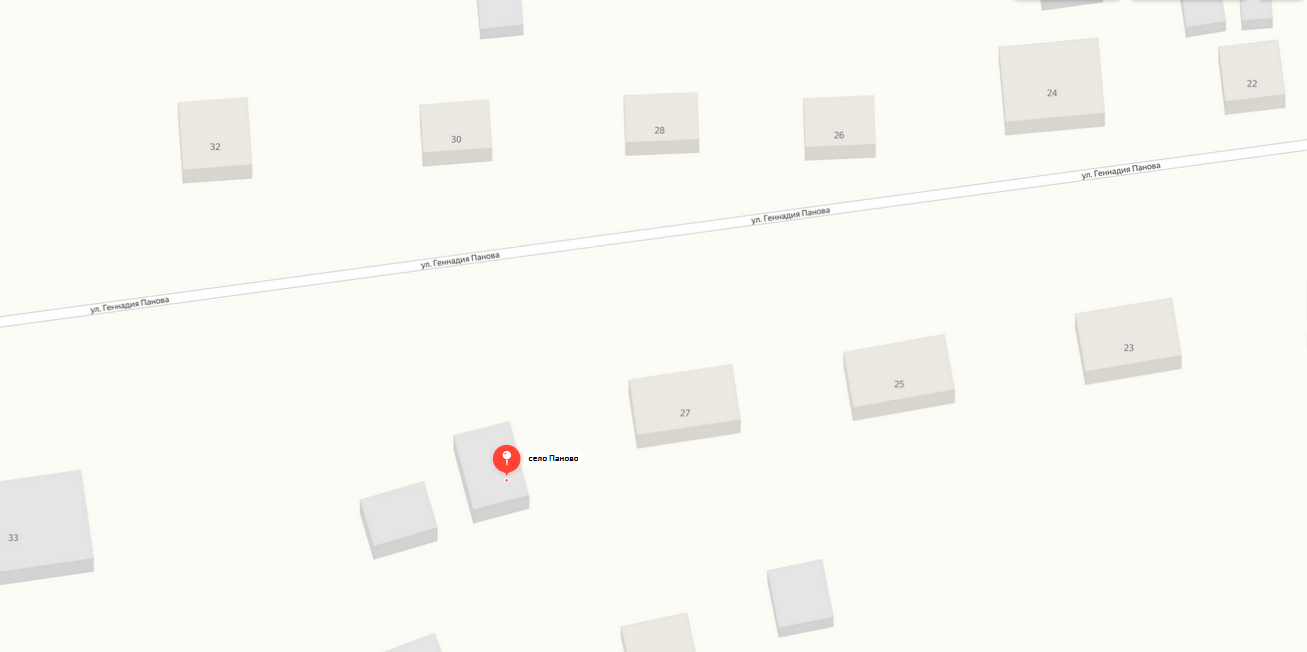 24
22
32
30
28
26
ул. Геннадия Панова
ул. Геннадия Панова
ул. Геннадия Панова
ул. Геннадия Панова
23
25
27
село Паново
33